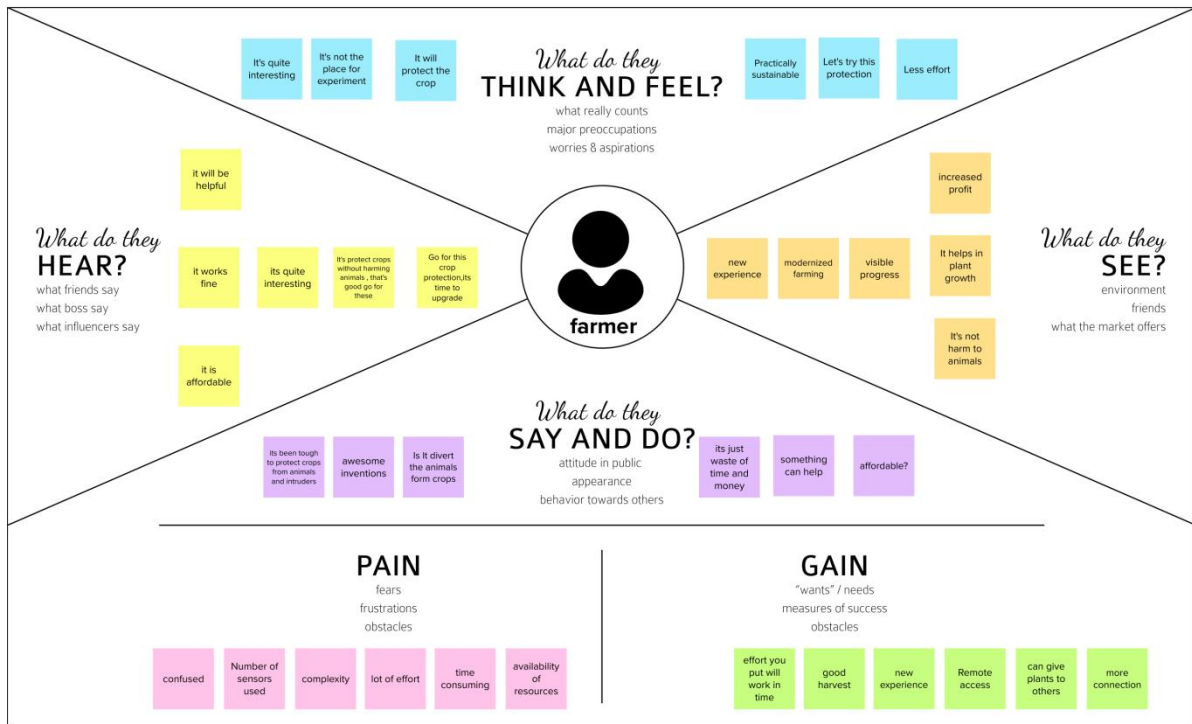 What do they
THINK AND FEEL?
what really counts
major preoccupations
worries & aspirations
It's quite
interesting
It's not the
place for
experiment
It will
protect the
crop
Practically
sustainable
Let's try this
protection
Less effort
What do they
HEAR?
what friends say
what boss say
what influencers say
it will be
helpful
it works
fine
its quite
interesting
It's protect crops
without harming
animals , that's
good go for
these
Go for this
crop
protection,its
time to
upgrade
it is
affordable
farmer
What do they
SEE?
environment
friends
what the market offers
increased
profit
new
experience
modernized
farming
visible
progress
It helps in
plant
growth
It's not
harm to
animals
What do they
SAY AND DO?
attitude in public
appearance
behavior towards others
Its been tough
to protect crops
from animals
and intruders
awesome
inventions
Is It divert
the animals
form crops
its just
waste of
time and
money
something
can help
affordable?
PAIN
fears
frustrations
obstacles
confused
Number of
sensors
used
complexity
lot of effort
time
consuming
availability
of
resources
GAIN
"wants" / needs
measures of success
obstacles
effort you
put will
work in
time
good
harvest
new
experience
Remote
access
can give
plants to
others
more
connection